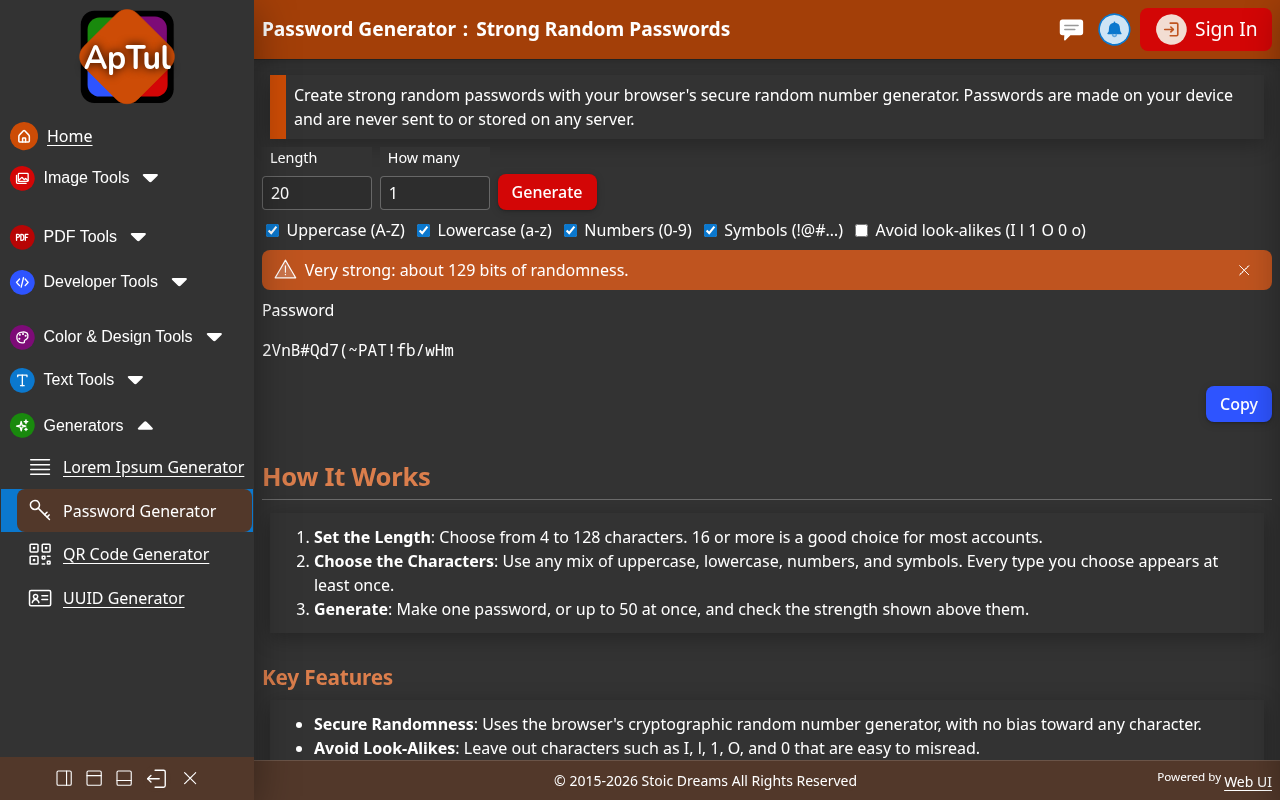 ApTul
Home
Image Tools
PDF
PDF Tools
Developer Tools
Color & Design Tools
Text Tools
Generators
Lorem Ipsum Generator
Password Generator
QR Code Generator
UUID Generator
Password Generator : Strong Random Passwords
Sign In
Create strong random passwords with your browser's secure random number generator. Passwords are made on your device
and are never sent to or stored on any server.
Length How many
20 1 Generate
Uppercase (A-Z) Lowercase (a-z) Numbers (0-9) Symbols (!@#...) Avoid look-alikes (I l 1 O 0 o)
Very strong: about 129 bits of randomness.
Password
2VnB#Qd7(~PAT!fb/wHm
Copy
How It Works
1. Set the Length: Choose from 4 to 128 characters. 16 or more is a good choice for most accounts.
2. Choose the Characters: Use any mix of uppercase, lowercase, numbers, and symbols. Every type you choose appears at
least once.
3. Generate: Make one password, or up to 50 at once, and check the strength shown above them.
Key Features
• Secure Randomness: Uses the browser's cryptographic random number generator, with no bias toward any character.
• Avoid Look-Alikes: Leave out characters such as I, l, 1, O, and 0 that are easy to misread.
© 2015-2026 Stoic Dreams All Rights Reserved
Powered by Web UI